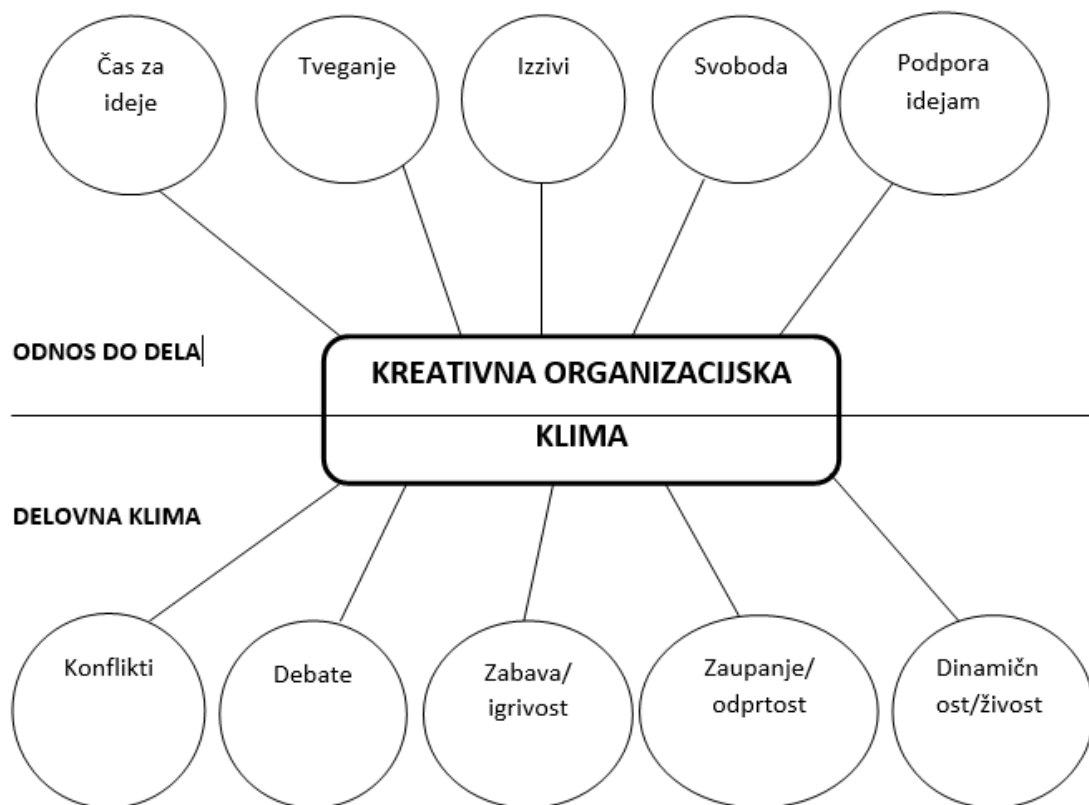 Čas za
ideje
Tveganje
Izzivi
Svoboda
Podpora
idejam
ODNOS DO DELA
KREATIVNA ORGANIZACIJSKA
KLIMA
DELOVNA KLIMA
Konflikti
Debate
Zabava/
igrivost
Zaupanje/
odprtost
Dinamičn
ost/živost